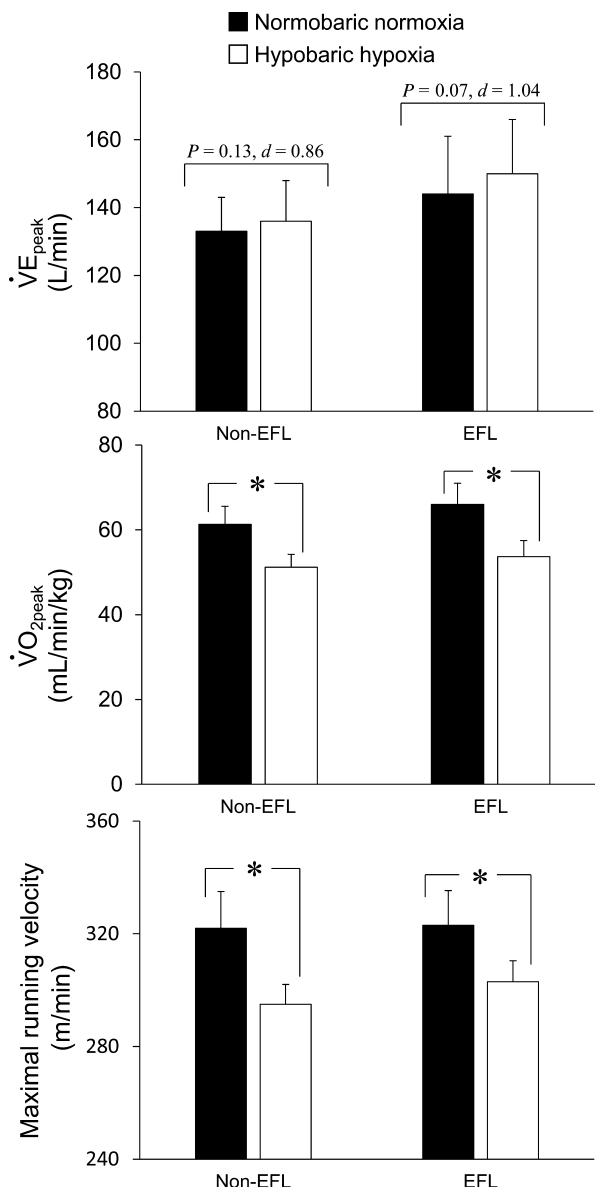 Normobaric normoxia
Hypobaric hypoxia
180
160
140
120
100
80
V̇E_peak
(L/min)
P = 0.13, d = 0.86
P = 0.07, d = 1.04
Non-EFL
EFL
80
60
40
20
0
V̇O_2peak
(mL/min/kg)
*
*
Non-EFL
EFL
360
320
280
240
Maximal running velocity
(m/min)
*
*
Non-EFL
EFL